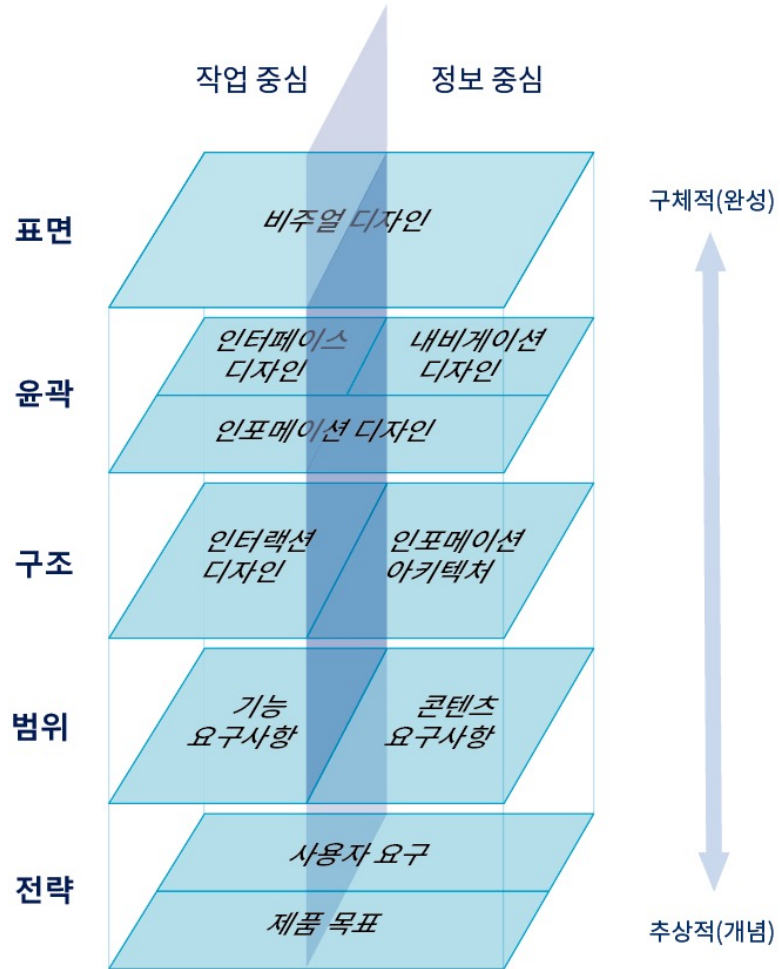 작업 중심
정보 중심
구체적(완성)
표면
비주얼 디자인
윤곽
인터페이스
디자인
내비게이션
디자인
인포메이션 디자인
구조
인터랙션
디자인
인포메이션
아키텍처
범위
기능
요구사항
콘텐츠
요구사항
전략
사용자 요구
제품 목표
추상적(개념)